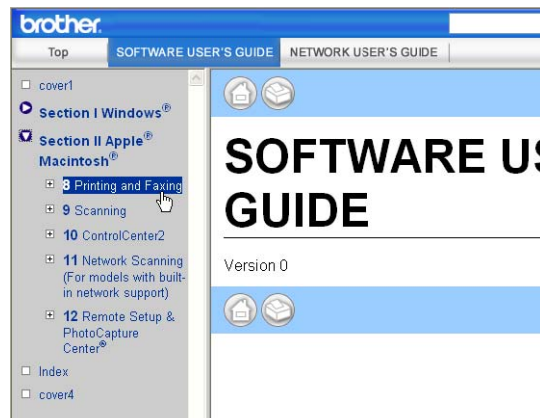 brother.
Top SOFTWARE USER'S GUIDE NETWORK USER'S GUIDE
cover1
Section I Windows®
Section II Apple®
Macintosh®
8 Printing and Faxing
9 Scanning
10 ControlCenter2
11 Network Scanning
(For models with built-
in network support)
12 Remote Setup &
PhotoCapture
Center®
Index
cover4
SOFTWARE US
GUIDE
Version 0